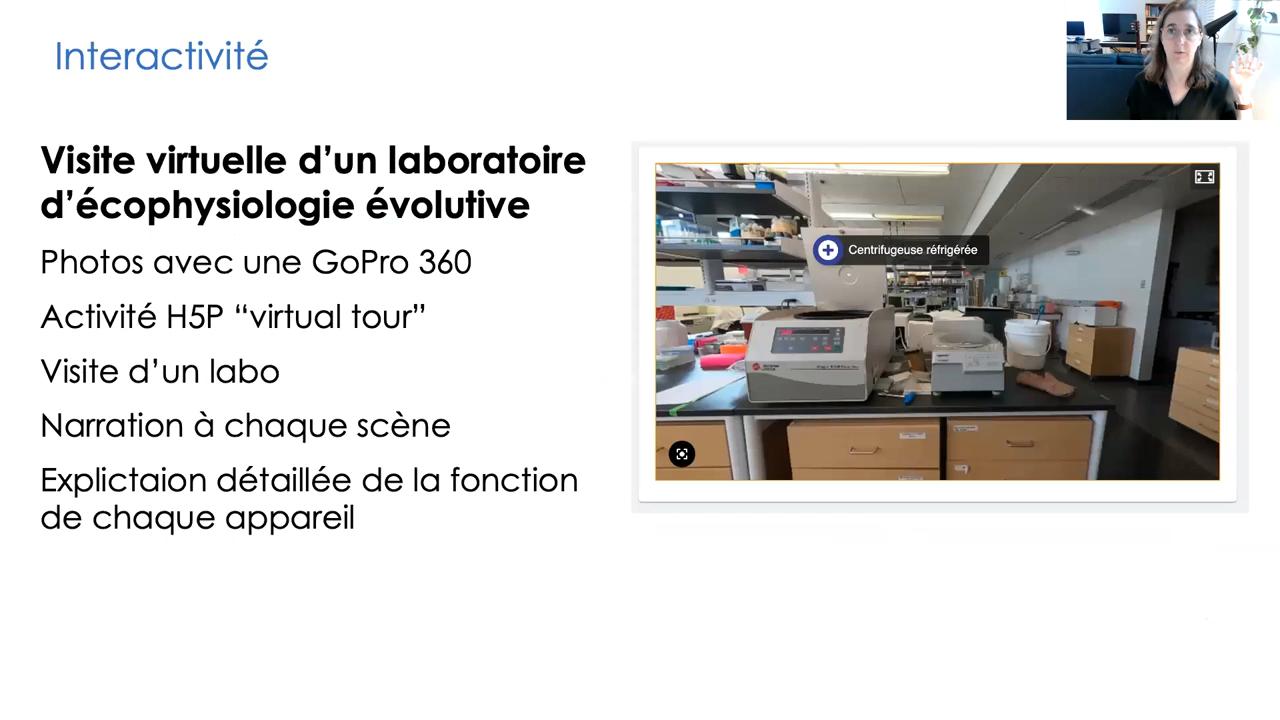 Interactivité
Visite virtuelle d’un laboratoire
d’écophysiologie évolutive
Photos avec une GoPro 360
Activité H5P “virtual tour”
Visite d’un labo
Narration à chaque scène
Explictaion détaillée de la fonction
de chaque appareil
Centrifugeuse réfrigérée